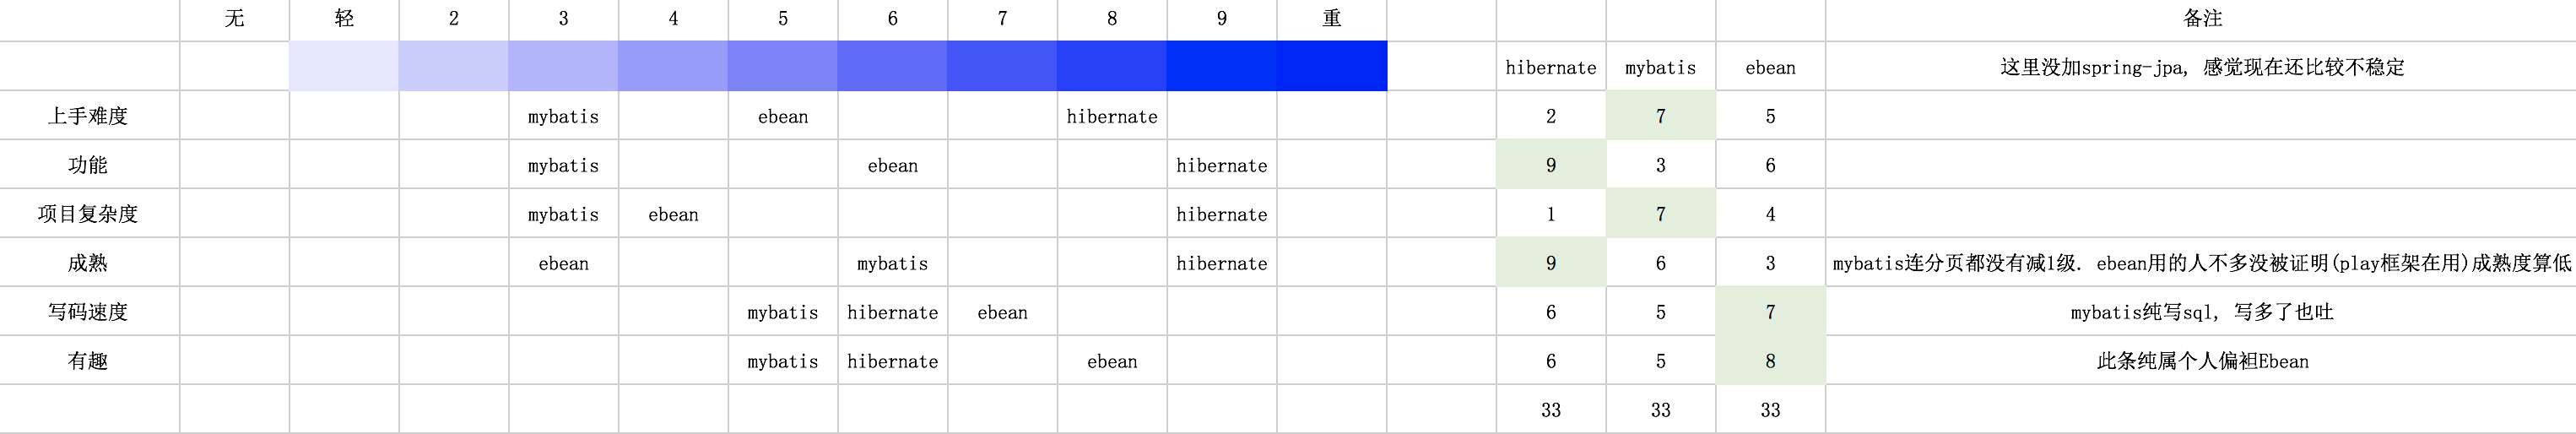 无 轻 2 3 4 5 6 7 8 9 重 备注
hibernate mybatis ebean 这里没加spring-jpa, 感觉现在还比较不稳定
上手难度 mybatis ebean hibernate 2 7 5
功能 mybatis ebean hibernate 9 3 6
项目复杂度 mybatis ebean hibernate 1 7 4
成熟 ebean mybatis hibernate 9 6 3 mybatis连分页都没有减1级. ebean用的人不多没被证明(play框架在用)成熟度算低
写码速度 mybatis hibernate ebean 6 5 7 mybatis纯写sql, 写多了也吐
有趣 mybatis hibernate ebean 6 5 8 此条纯属个人偏袒Ebean
33 33 33